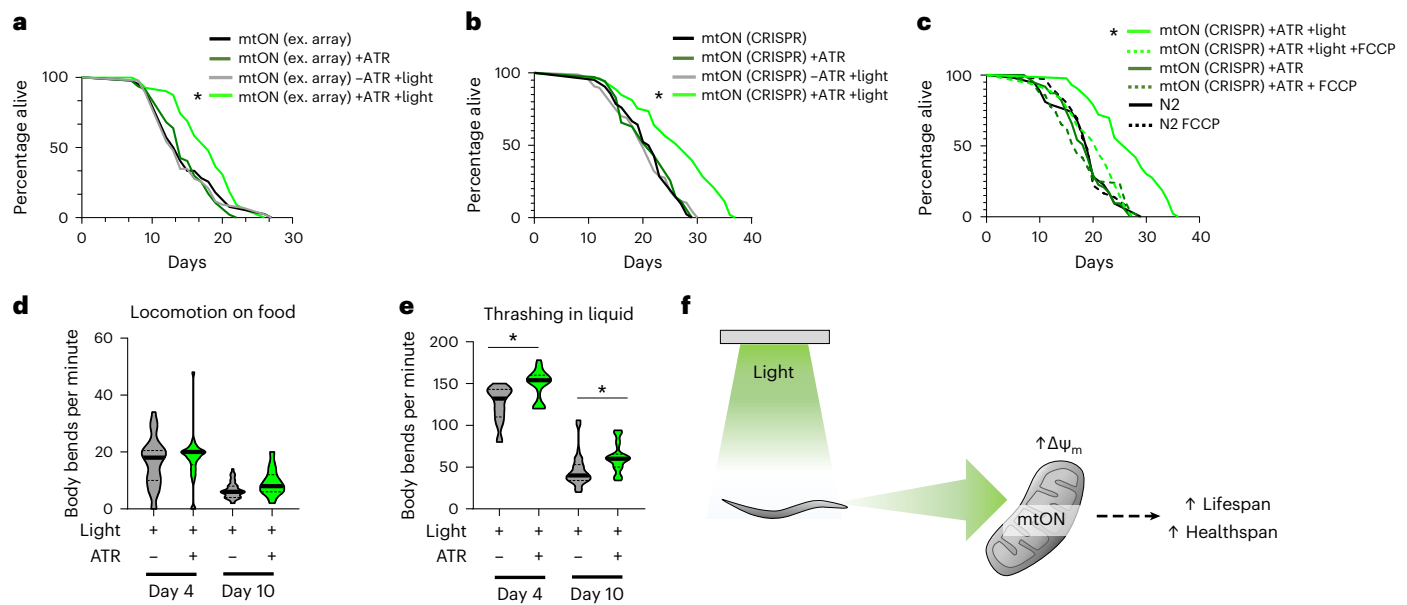 a
mtON (ex. array)
mtON (ex. array) +ATR
mtON (ex. array) –ATR +light
* mtON (ex. array) +ATR +light
Percentage alive
100
50
0
0 10 20 30
Days
b
mtON (CRISPR)
mtON (CRISPR) +ATR
mtON (CRISPR) –ATR +light
* mtON (CRISPR) +ATR +light
Percentage alive
100
50
0
0 10 20 30 40
Days
c
* mtON (CRISPR) +ATR +light
mtON (CRISPR) +ATR +light +FCCP
mtON (CRISPR) +ATR
mtON (CRISPR) +ATR + FCCP
N2
N2 FCCP
Percentage alive
100
50
0
0 10 20 30 40
Days
d
Locomotion on food
Body bends per minute
60
40
20
0
Light + + + +
ATR – + – +
Day 4 Day 10
e
Thrashing in liquid
Body bends per minute
200
150
100
50
0
* *
Light + + + +
ATR – + – +
Day 4 Day 10
f
Light
↑Δψm
mtON
↑ Lifespan
↑ Healthspan